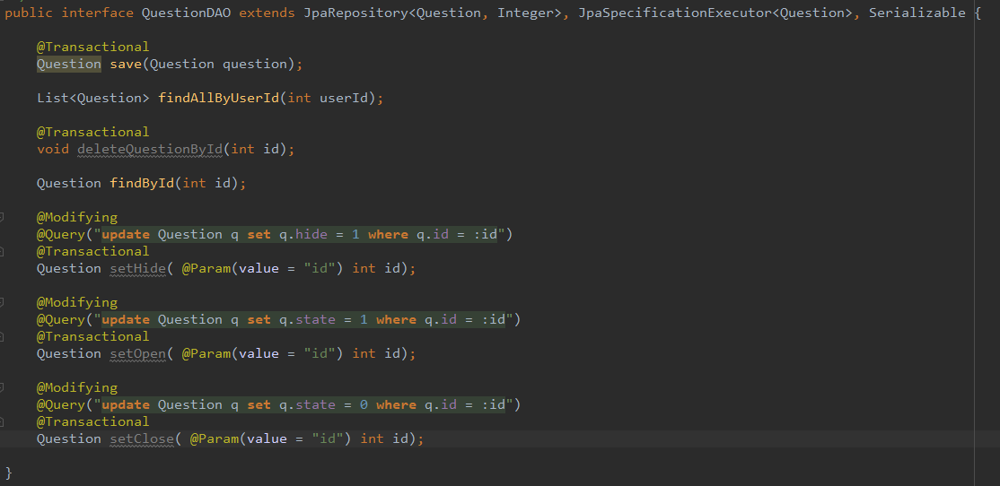 public interface QuestionDAO extends JpaRepository<Question, Integer>, JpaSpecificationExecutor<Question>, Serializable {
@Transactional
Question save(Question question);
List<Question> findAllByUserId(int userId);
@Transactional
void deleteQuestionById(int id);
Question findById(int id);
@Modifying
@Query("update Question q set q.hide = 1 where q.id = :id")
@Transactional
Question setHide( @Param(value = "id") int id);
@Modifying
@Query("update Question q set q.state = 1 where q.id = :id")
@Transactional
Question setOpen( @Param(value = "id") int id);
@Modifying
@Query("update Question q set q.state = 0 where q.id = :id")
@Transactional
Question setClose( @Param(value = "id") int id);
}